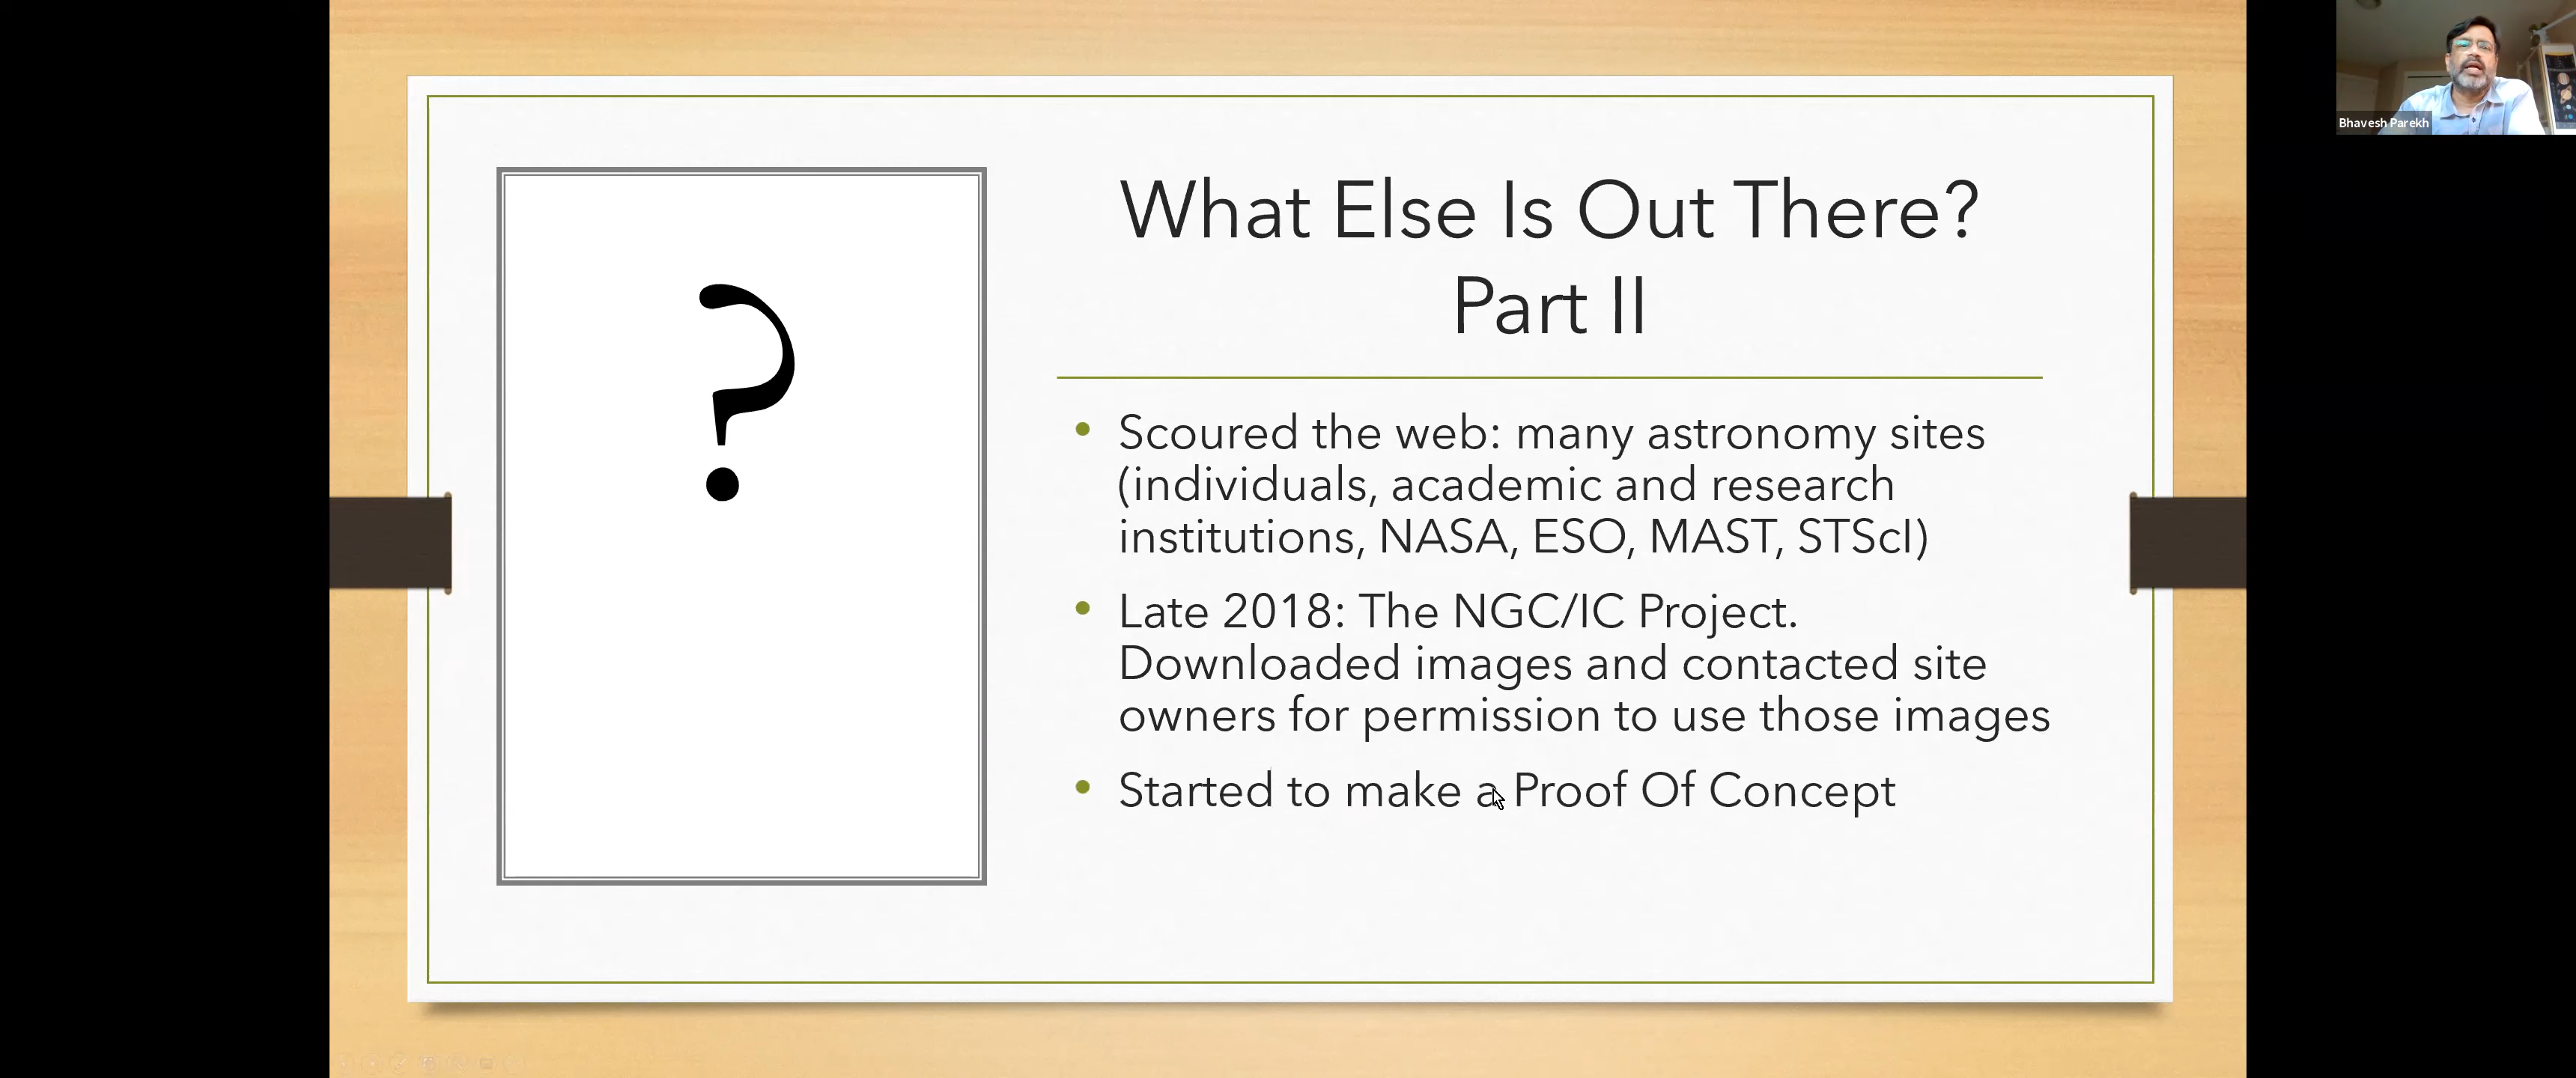 What Else Is Out There?
Part II
?
• Scoured the web: many astronomy sites
(individuals, academic and research
institutions, NASA, ESO, MAST, STScI)
• Late 2018: The NGC/IC Project.
Downloaded images and contacted site
owners for permission to use those images
• Started to make a Proof Of Concept
Bhavesh Parekh